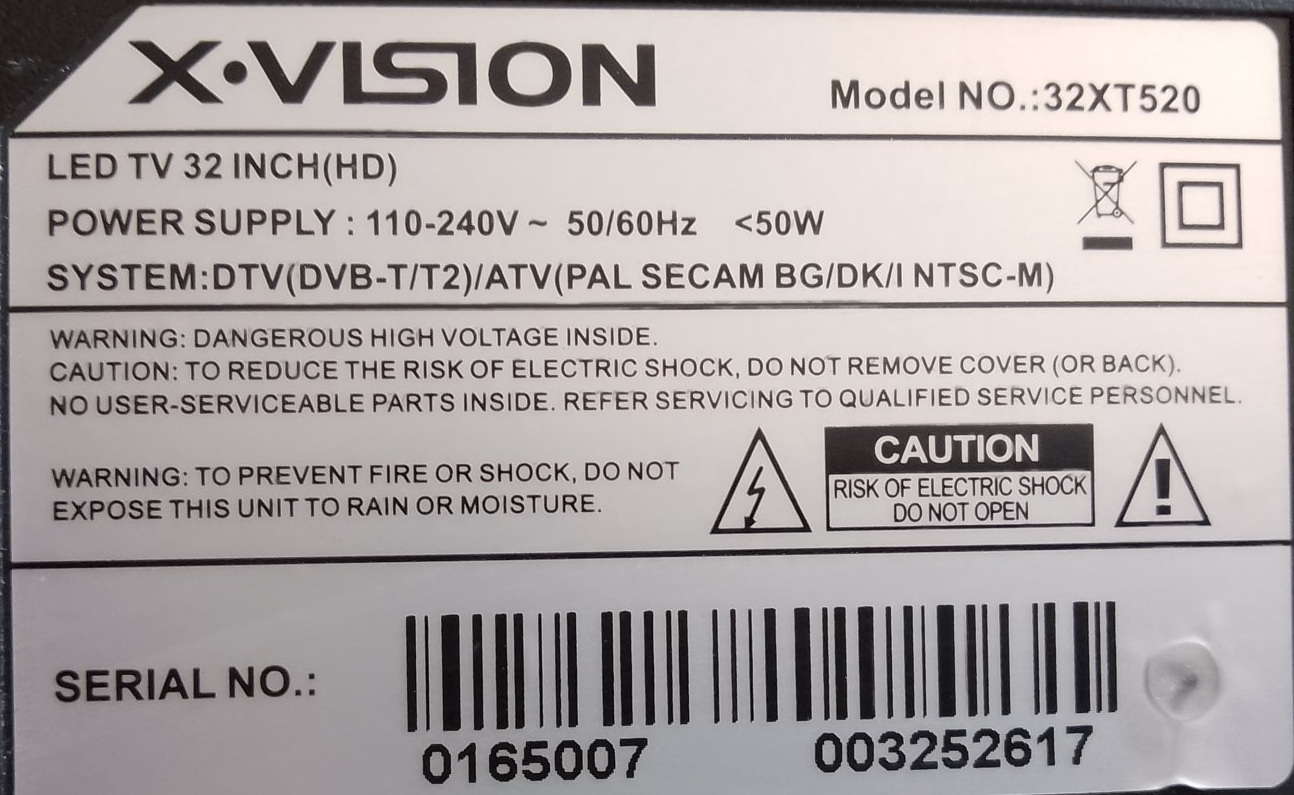 X·VISION
Model NO.:32XT520
LED TV 32 INCH(HD)
POWER SUPPLY : 110-240V ~ 50/60Hz <50W
SYSTEM:DTV(DVB-T/T2)/ATV(PAL SECAM BG/DK/I NTSC-M)
WARNING: DANGEROUS HIGH VOLTAGE INSIDE.
CAUTION: TO REDUCE THE RISK OF ELECTRIC SHOCK, DO NOT REMOVE COVER (OR BACK).
NO USER-SERVICEABLE PARTS INSIDE. REFER SERVICING TO QUALIFIED SERVICE PERSONNEL.
WARNING: TO PREVENT FIRE OR SHOCK, DO NOT
EXPOSE THIS UNIT TO RAIN OR MOISTURE.
CAUTION
RISK OF ELECTRIC SHOCK
DO NOT OPEN
SERIAL NO.:
0165007 003252617